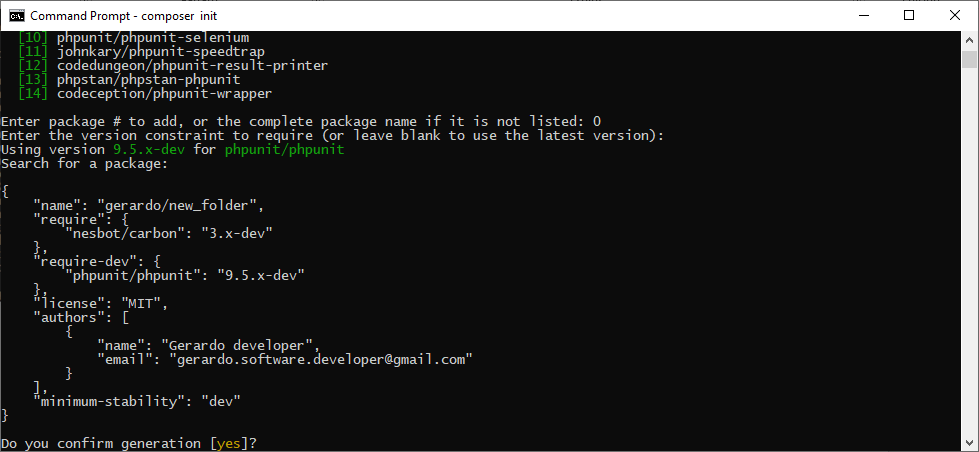 Command Prompt - composer  init
[10] phpunit/phpunit-selenium
[11] johnkary/phpunit-speedtrap
[12] codedungeon/phpunit-result-printer
[13] phpstan/phpstan-phpunit
[14] codeception/phpunit-wrapper
Enter package # to add, or the complete package name if it is not listed: 0
Enter the version constraint to require (or leave blank to use the latest version):
Using version 9.5.x-dev for phpunit/phpunit
Search for a package:
{
    "name": "gerardo/new_folder",
    "require": {
        "nesbot/carbon": "3.x-dev"
    },
    "require-dev": {
        "phpunit/phpunit": "9.5.x-dev"
    },
    "license": "MIT",
    "authors": [
        {
            "name": "Gerardo developer",
            "email": "gerardo.software.developer@gmail.com"
        }
    ],
    "minimum-stability": "dev"
}
Do you confirm generation [yes]?